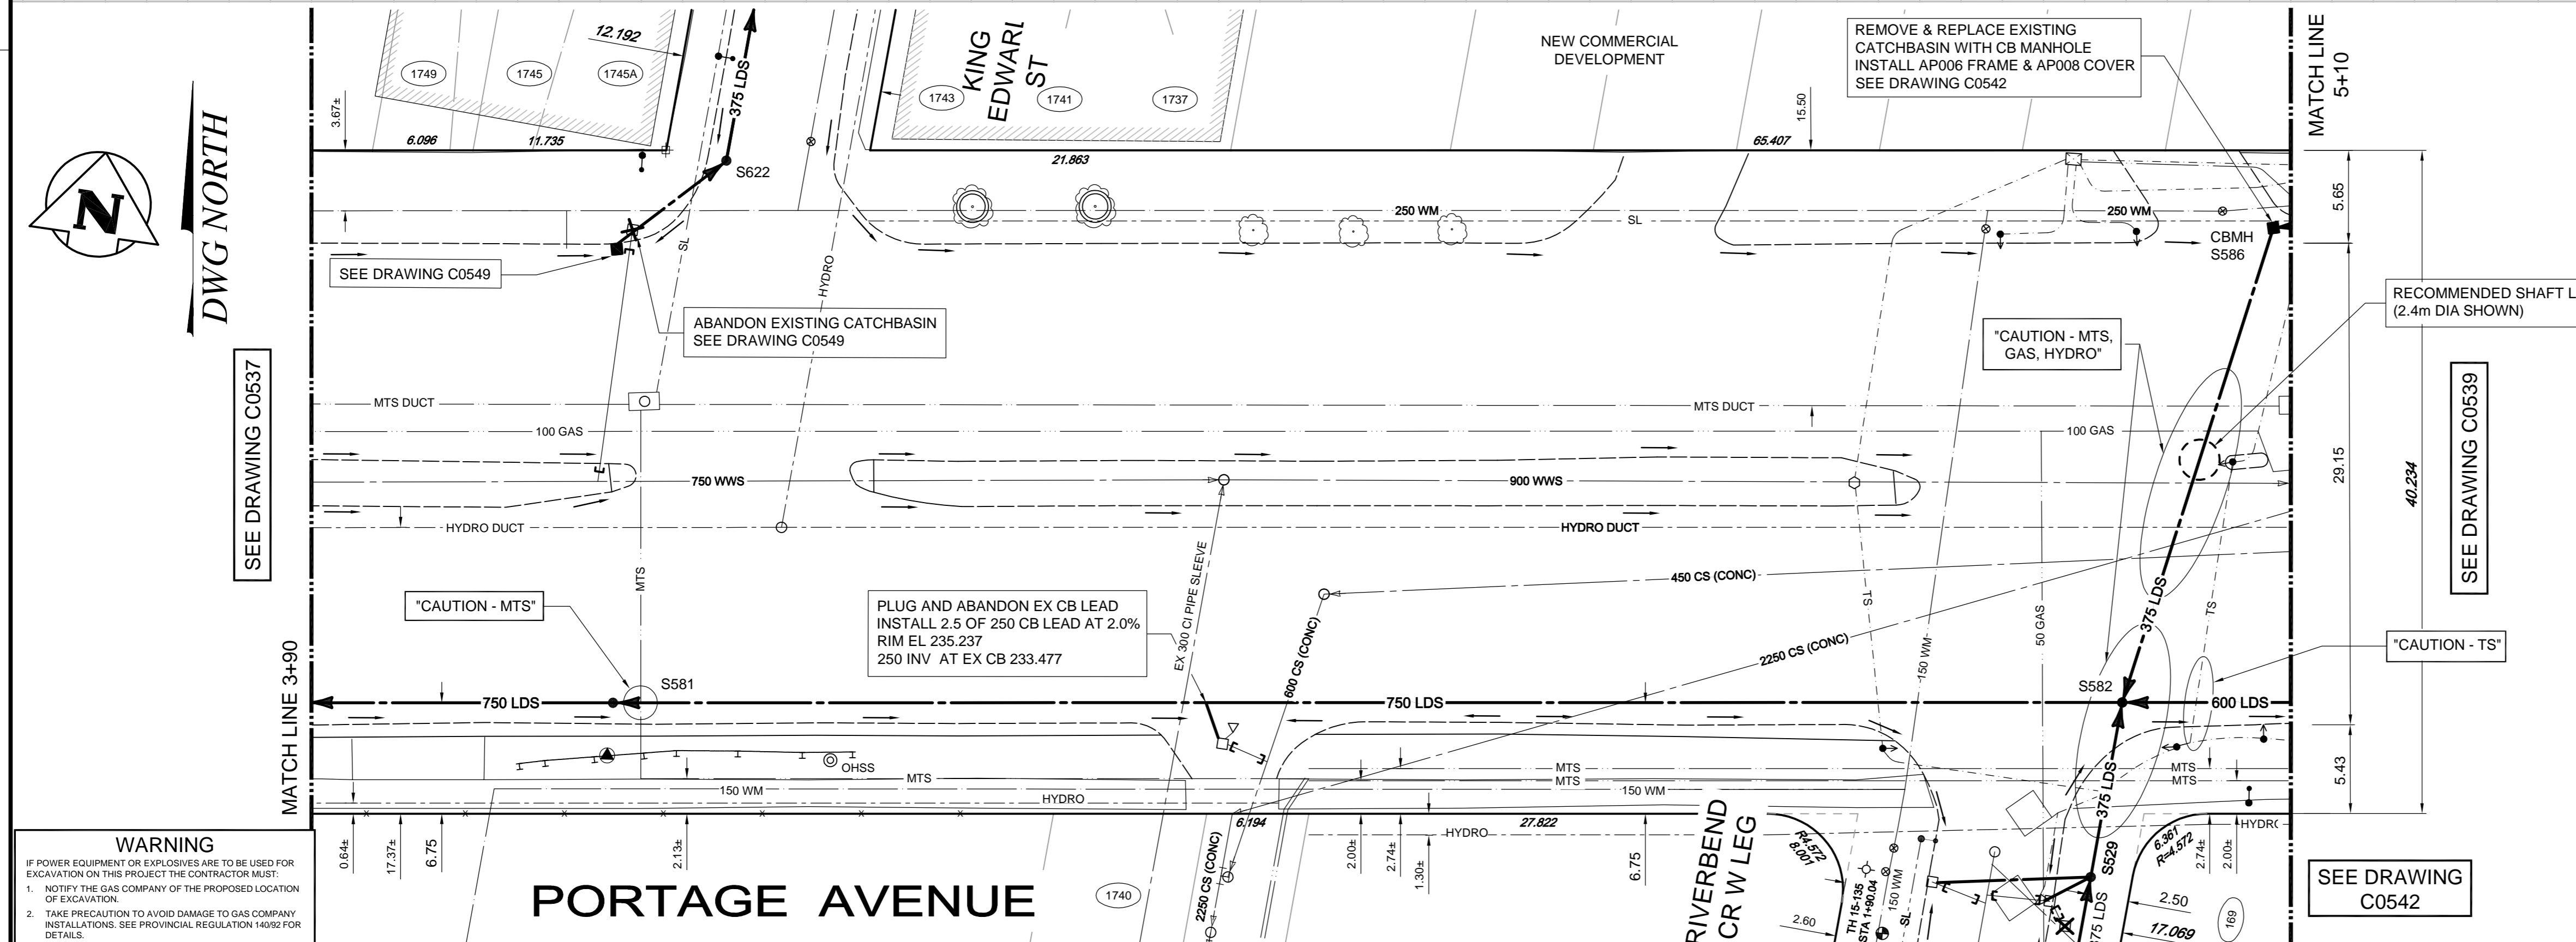 12.192
1749
1745
1745A
375 LDS
KING
EDWARD
ST
1743
1741
1737
NEW COMMERCIAL
DEVELOPMENT
REMOVE & REPLACE EXISTING
CATCHBASIN WITH CB MANHOLE
INSTALL AP006 FRAME & AP008 COVER
SEE DRAWING C0542
MATCH LINE
5+10
3.67±
6.096
11.735
21.863
15.50
65.407
N
DWG NORTH
S622
250 WM
SL
250 WM
CBMH
S586
5.65
SEE DRAWING C0549
SL
HYDRO
ABANDON EXISTING CATCHBASIN
SEE DRAWING C0549
"CAUTION - MTS,
GAS, HYDRO"
RECOMMENDED SHAFT L
(2.4m DIA SHOWN)
SEE DRAWING C0537
MTS DUCT
MTS DUCT
100 GAS
100 GAS
750 WWS
900 WWS
29.15
40.234
SEE DRAWING C0539
HYDRO DUCT
HYDRO DUCT
MTS
EX 300 CI PIPE SLEEVE
450 CS (CONC)
TS
50 GAS
375 LDS
TS
"CAUTION - MTS"
PLUG AND ABANDON EX CB LEAD
INSTALL 2.5 OF 250 CB LEAD AT 2.0%
RIM EL 235.237
250 INV AT EX CB 233.477
600 CS (CONC)
2250 CS (CONC)
150 WM
"CAUTION - TS"
MATCH LINE 3+90
S581
S582
750 LDS
750 LDS
600 LDS
OHSS
MTS
MTS
MTS
MTS
MTS
5.43
150 WM
150 WM
HYDRO
375 LDS
6.194
27.822
HYDRO
HYDRO
0.64±
17.37±
6.75
2.13±
2.00±
2.74±
1.30±
6.75
R4.572
8.001
6.361
R=4.572
2.74±
2.00±
WARNING
IF POWER EQUIPMENT OR EXPLOSIVES ARE TO BE USED FOR
EXCAVATION ON THIS PROJECT THE CONTRACTOR MUST:
1. NOTIFY THE GAS COMPANY OF THE PROPOSED LOCATION
OF EXCAVATION.
2. TAKE PRECAUTION TO AVOID DAMAGE TO GAS COMPANY
INSTALLATIONS. SEE PROVINCIAL REGULATION 140/92 FOR
DETAILS.
PORTAGE AVENUE
1740
2250 CS (CONC)
RIVERBEND
CR W LEG
2.60
TH 15-135
STA 1+90.04
150 WM
SL
S529
375 LDS
2.50
17.069
169
SEE DRAWING
C0542